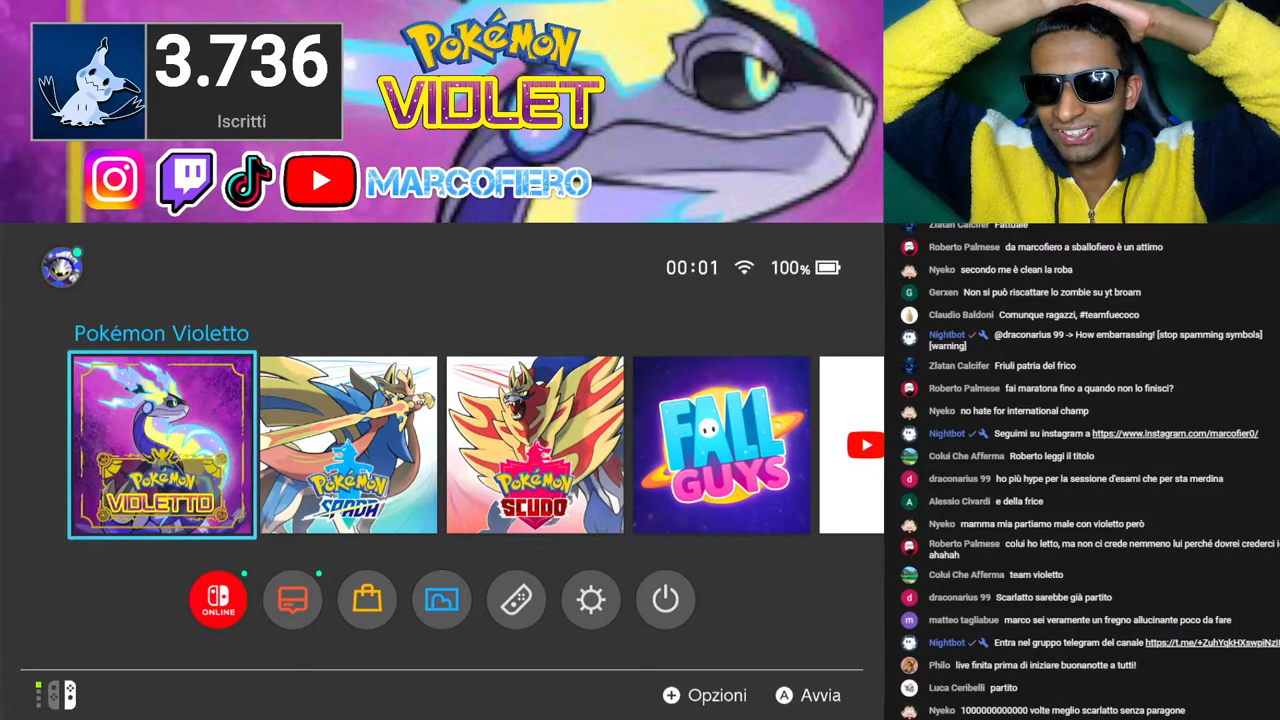 3.736
Iscritti
POKÉMON
VIOLET
MARCOFIERO
00:01
100%
Pokémon Violetto
POKÉMON
VIOLETTO
POKÉMON
SPADA
POKÉMON
SCUDO
FALL
GUYS
ONLINE
Opzioni
A Avvia
Zlatan Calcifer Fattuale
Roberto Palmese da marcofiero a sballofiero è un attimo
Nyeko secondo me è clean la roba
G Gerxen Non si può riscattare lo zombie su yt broam
Claudio Baldoni Comunque ragazzi, #teamfuecoco
Nightbot @draconarius 99 -> How embarrassing! [stop spamming symbols]
[warning]
Zlatan Calcifer Friuli patria del frico
Roberto Palmese fai maratona fino a quando non lo finisci?
Nyeko no hate for international champ
Nightbot Seguimi su instagram a https://www.instagram.com/marcofier0/
Colui Che Afferma Roberto leggi il titolo
d draconarius 99 ho più hype per la sessione d'esami che per sta merdina
A Alessio Civardi e della frice
Nyeko mamma mia partiamo male con violetto però
Roberto Palmese colui ho letto, ma non ci crede nemmeno lui perché dovrei crederci
ahahah
Colui Che Afferma team violetto
d draconarius 99 Scarlatto sarebbe già partito
m matteo tagliabue marco sei veramente un fregno allucinante poco da fare
Nightbot Entra nel gruppo telegram del canale
Philo live finita prima di iniziare buonanotte a tutti!
Luca Ceribelli partito
Nyeko 1000000000000 volte meglio scarlatto senza paragone